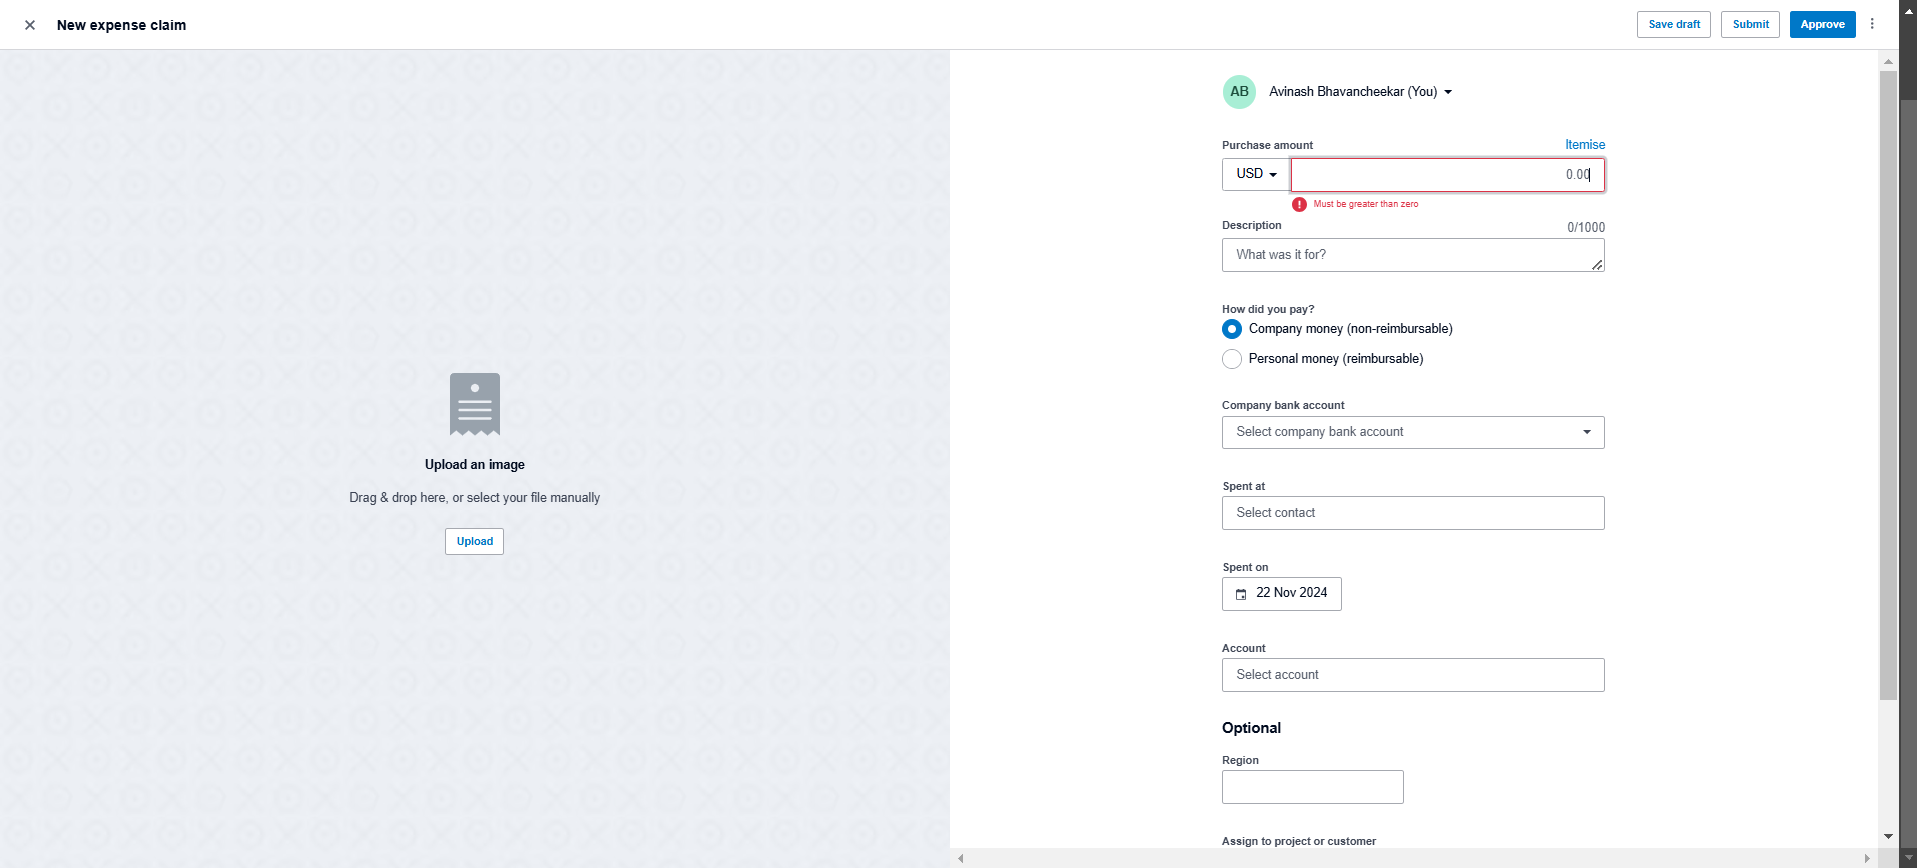 New expense claim
Save draft
Submit
Approve
AB
Avinash Bhavancheekar (You)
Purchase amount
Itemise
USD
0.00
! Must be greater than zero
Description
0/1000
What was it for?
How did you pay?
Company money (non-reimbursable)
Personal money (reimbursable)
Company bank account
Select company bank account
Spent at
Select contact
Spent on
22 Nov 2024
Account
Select account
Optional
Region
Assign to project or customer
Upload an image
Drag & drop here, or select your file manually
Upload